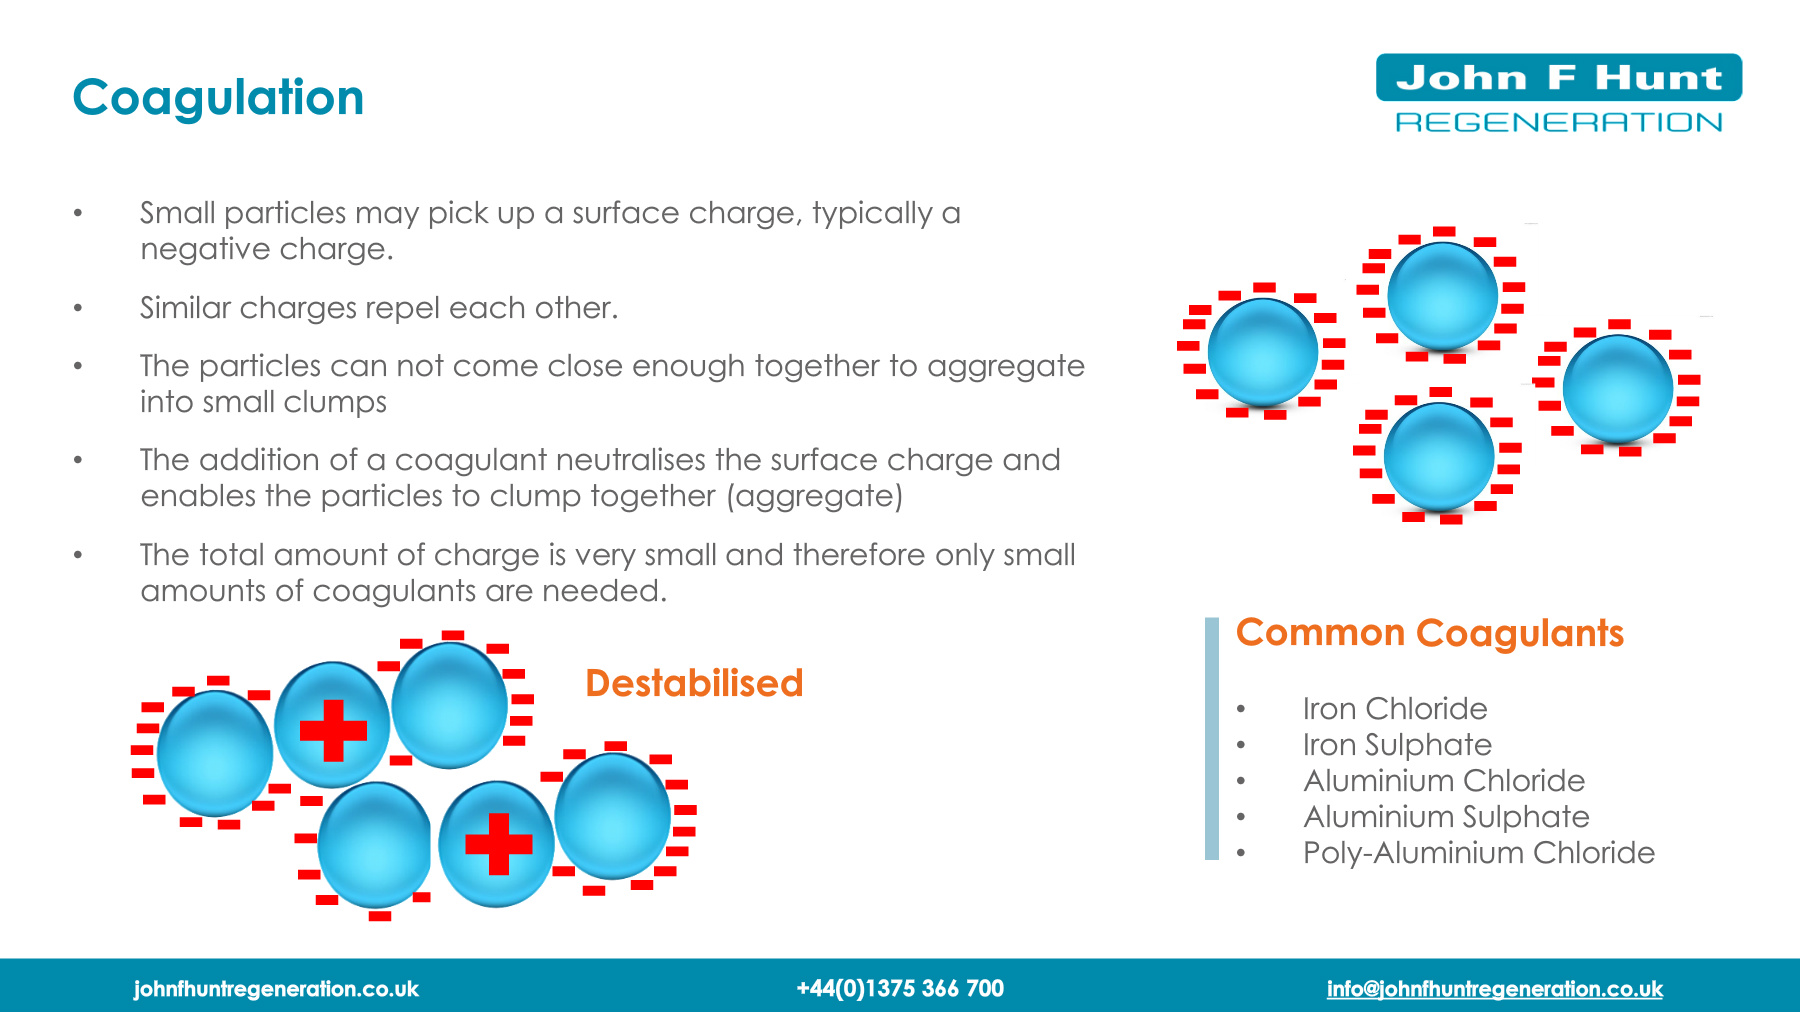 Coagulation
John F Hunt
REGENERATION
• Small particles may pick up a surface charge, typically a
negative charge.
• Similar charges repel each other.
• The particles can not come close enough together to aggregate
into small clumps
• The addition of a coagulant neutralises the surface charge and
enables the particles to clump together (aggregate)
• The total amount of charge is very small and therefore only small
amounts of coagulants are needed.
Destabilised
Common Coagulants
• Iron Chloride
• Iron Sulphate
• Aluminium Chloride
• Aluminium Sulphate
• Poly-Aluminium Chloride
johnfhuntregeneration.co.uk
+44(0)1375 366 700
info@johnfhuntregeneration.co.uk